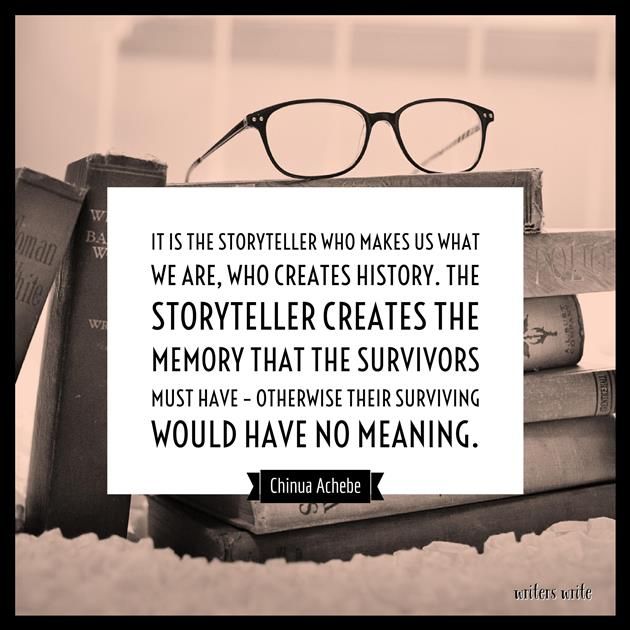 IT IS THE STORYTELLER WHO MAKES US WHAT
WE ARE, WHO CREATES HISTORY. THE
STORYTELLER CREATES THE
MEMORY THAT THE SURVIVORS
MUST HAVE – OTHERWISE THEIR SURVIVING
WOULD HAVE NO MEANING.
Chinua Achebe
writers write